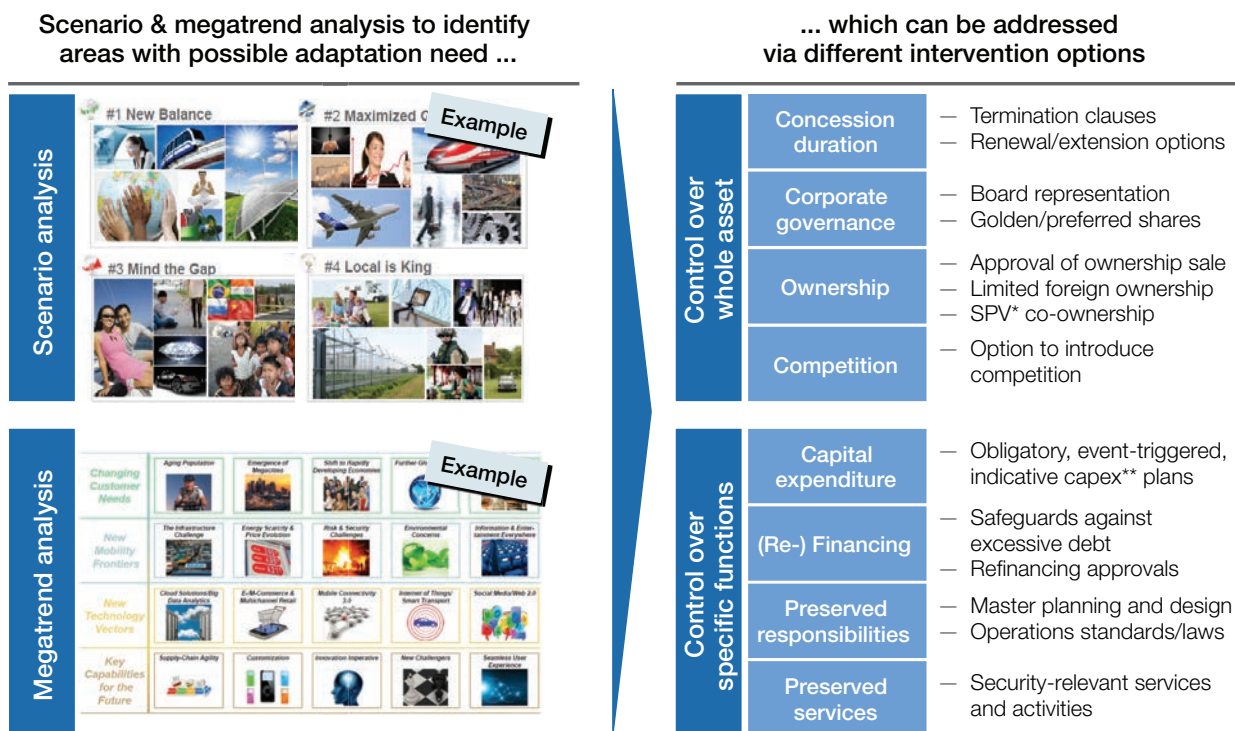 Scenario & megatrend analysis to identify
areas with possible adaptation need ...
Scenario analysis
#1 New Balance
#2 Maximized
Example
#3 Mind the Gap
#4 Local is King
Megatrend analysis
Example
Changing
Customer
Needs
Aging Population
Emergence of
Megacities
Shift to Rapidly
Developing Economies
Further
New
Mobility
Frontiers
The Infrastructure
Challenge
Energy Scarcity &
Price Evolution
Risk & Security
Challenges
Environmental
Concerns
Information & Enter-
tainment Everywhere
New
Technology
Vectors
Cloud Solutions/Big
Data Analytics
E-/M-Commerce &
Multichannel Retail
Mobile Connectivity
3.0
Internet of Things/
Smart Transport
Social Media/Web 3.0
Key
Capabilities
for the
Future
Supply-Chain Agility
Customization
Innovation Imperative
New Challengers
Seamless User
Experience
... which can be addressed
via different intervention options
Control over
whole asset
Concession
duration
— Termination clauses
— Renewal/extension options
Corporate
governance
— Board representation
— Golden/preferred shares
Ownership
— Approval of ownership sale
— Limited foreign ownership
— SPV* co-ownership
Competition
— Option to introduce
competition
Control over
specific functions
Capital
expenditure
— Obligatory, event-triggered,
indicative capex** plans
(Re-) Financing
— Safeguards against
excessive debt
— Refinancing approvals
Preserved
responsibilities
— Master planning and design
— Operations standards/laws
Preserved
services
— Security-relevant services
and activities